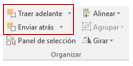 Traer adelante
Alinear
Enviar atrás
Agrupar
Panel de selección
Girar
Organizar